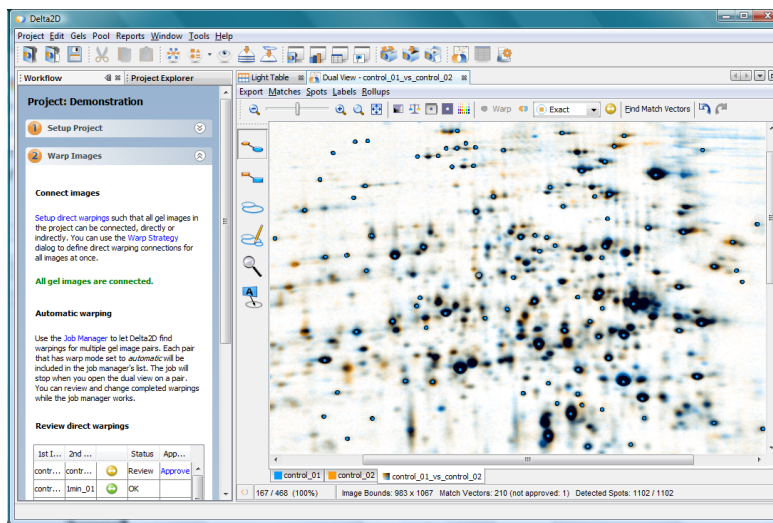 Delta2D
Project Edit Gels Pool Reports Window Tools Help
Workflow
Project Explorer
Project: Demonstration
1 Setup Project
2 Warp Images
Connect images
Setup direct warpings such that all gel images in
the project can be connected, directly or
indirectly. You can use the Warp Strategy
dialog to define direct warping connections for
all images at once.
All gel images are connected.
Automatic warping
Use the Job Manager to let Delta2D find
warpings for multiple gel image pairs. Each pair
that has warp mode set to automatic will be
included in the job manager's list. The job will
stop when you open the dual view on a pair.
You can review and change completed warpings
while the job manager works.
Review direct warpings
1st I... 2nd ... Status App...
contr... contr... Review Approve
contr... 1min_01 OK
Light Table
Dual View - control_01_vs_control_02
Export Matches Spots Labels Rollups
Warp Exact Find Match Vectors
A
control_01 control_02 control_01_vs_control_02
167 / 468 (100%) Image Bounds: 983 x 1067 Match Vectors: 210 (not approved: 1) Detected Spots: 1102 / 1102